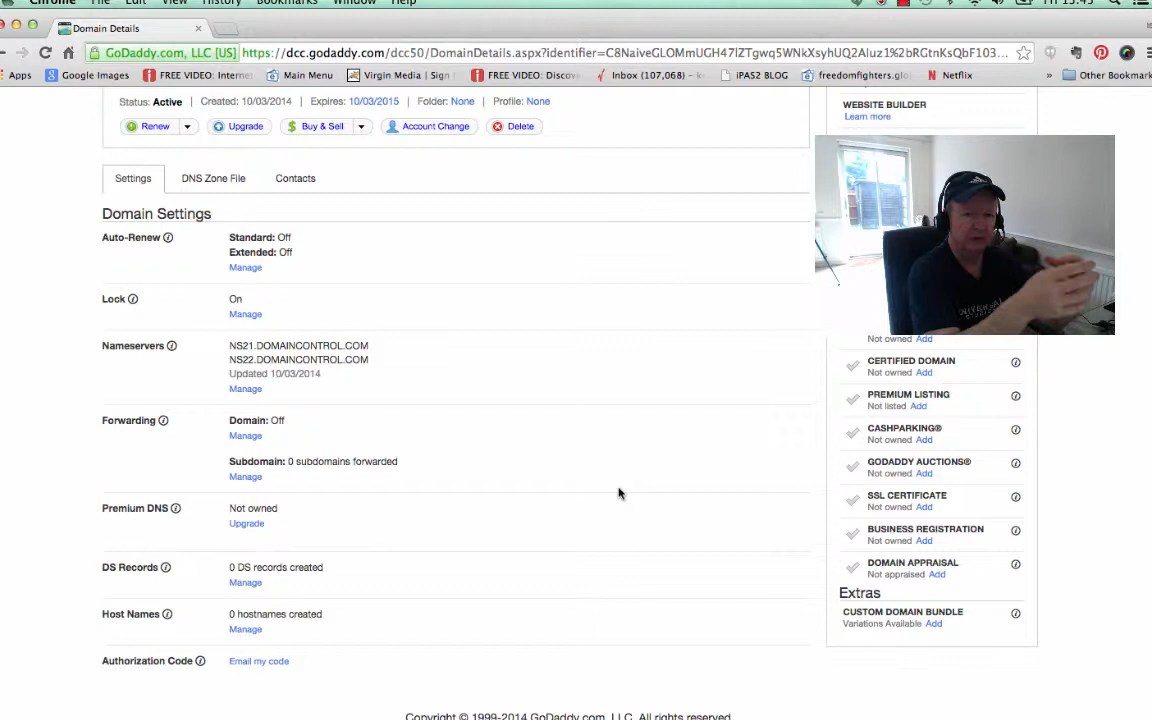 Chrome File Edit View History Bookmarks Window Help Fri 15:45
Domain Details
GoDaddy.com, LLC [US] https://dcc.godaddy.com/dcc50/DomainDetails.aspx?identifier=
Apps Google Images FREE VIDEO: Interne Main Menu Virgin Media | Sign FREE VIDEO: Discov Inbox (107,068) iPAS2 BLOG freedomfighters.glo Netflix » Other Bookmark
Status: Active Created: 10/03/2014 Expires: 10/03/2015 Folder: None Profile: None
Renew Upgrade Buy & Sell Account Change Delete
WEBSITE BUILDER
Learn more
Settings DNS Zone File Contacts
Domain Settings
Auto-Renew Standard: Off
Extended: Off
Manage
Lock On
Manage
Nameservers NS21.DOMAINCONTROL.COM
NS22.DOMAINCONTROL.COM
Updated 10/03/2014
Manage
Forwarding Domain: Off
Manage
Subdomain: 0 subdomains forwarded
Manage
Premium DNS Not owned
Upgrade
DS Records 0 DS records created
Manage
Host Names 0 hostnames created
Manage
Authorization Code Email my code
UNIVERSAL
STUDIOS
Not owned Add
CERTIFIED DOMAIN
Not owned Add
PREMIUM LISTING
Not listed Add
CASHPARKING®
Not owned Add
GODADDY AUCTIONS®
Not owned Add
SSL CERTIFICATE
Not owned Add
BUSINESS REGISTRATION
Not owned Add
DOMAIN APPRAISAL
Not appraised Add
Extras
CUSTOM DOMAIN BUNDLE
Variations Available Add
Copyright © 1999-2014 GoDaddy.com, LLC. All rights reserved.